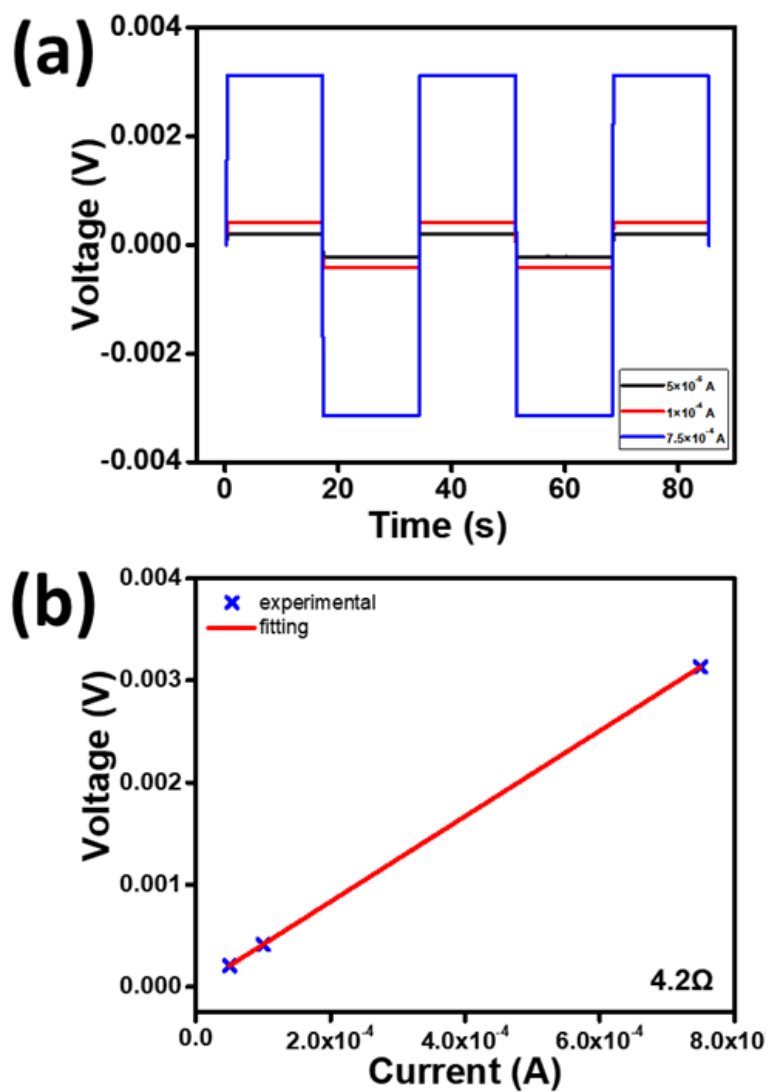 (a)
0.004
0.002
0.000
-0.002
-0.004
Voltage (V)
5×10⁻⁵ A
1×10⁻⁴ A
7.5×10⁻⁴ A
0 20 40 60 80
Time (s)
(b)
0.004
0.003
0.002
0.001
0.000
Voltage (V)
experimental
fitting
4.2Ω
0.0 2.0x10⁻⁴ 4.0x10⁻⁴ 6.0x10⁻⁴ 8.0x10
Current (A)